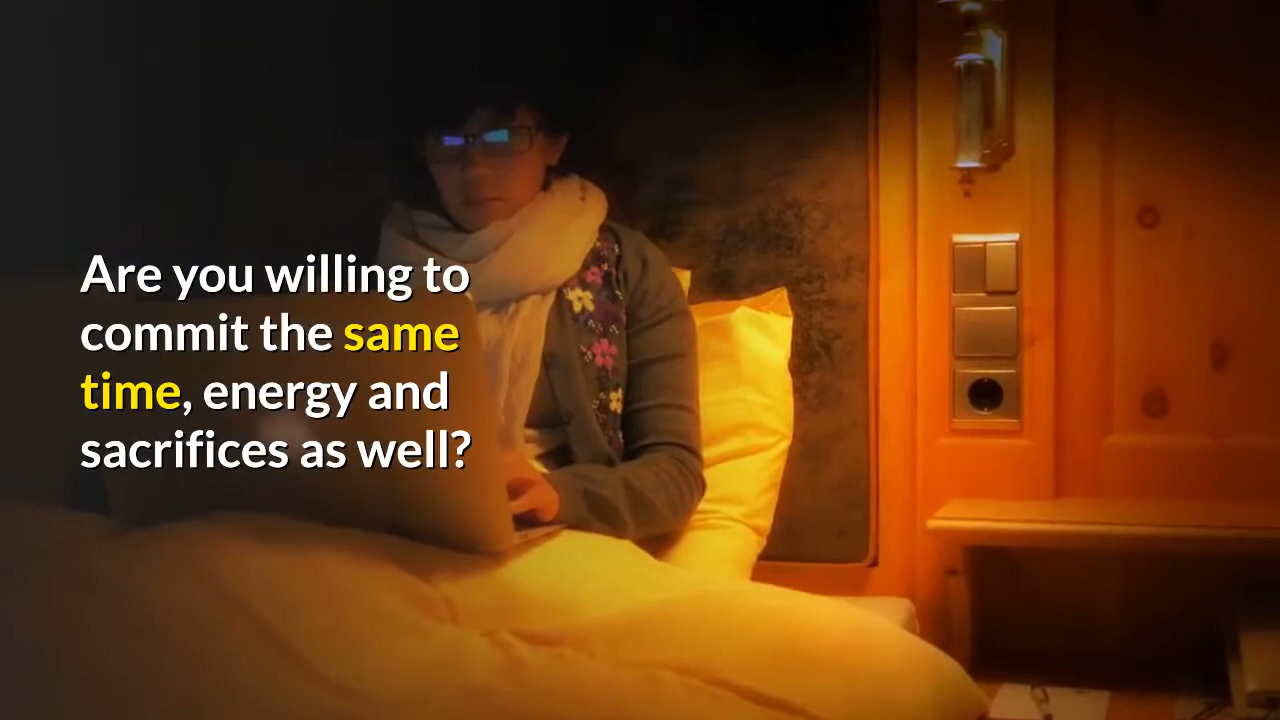 Are you willing to
commit the same
time, energy and
sacrifices as well?